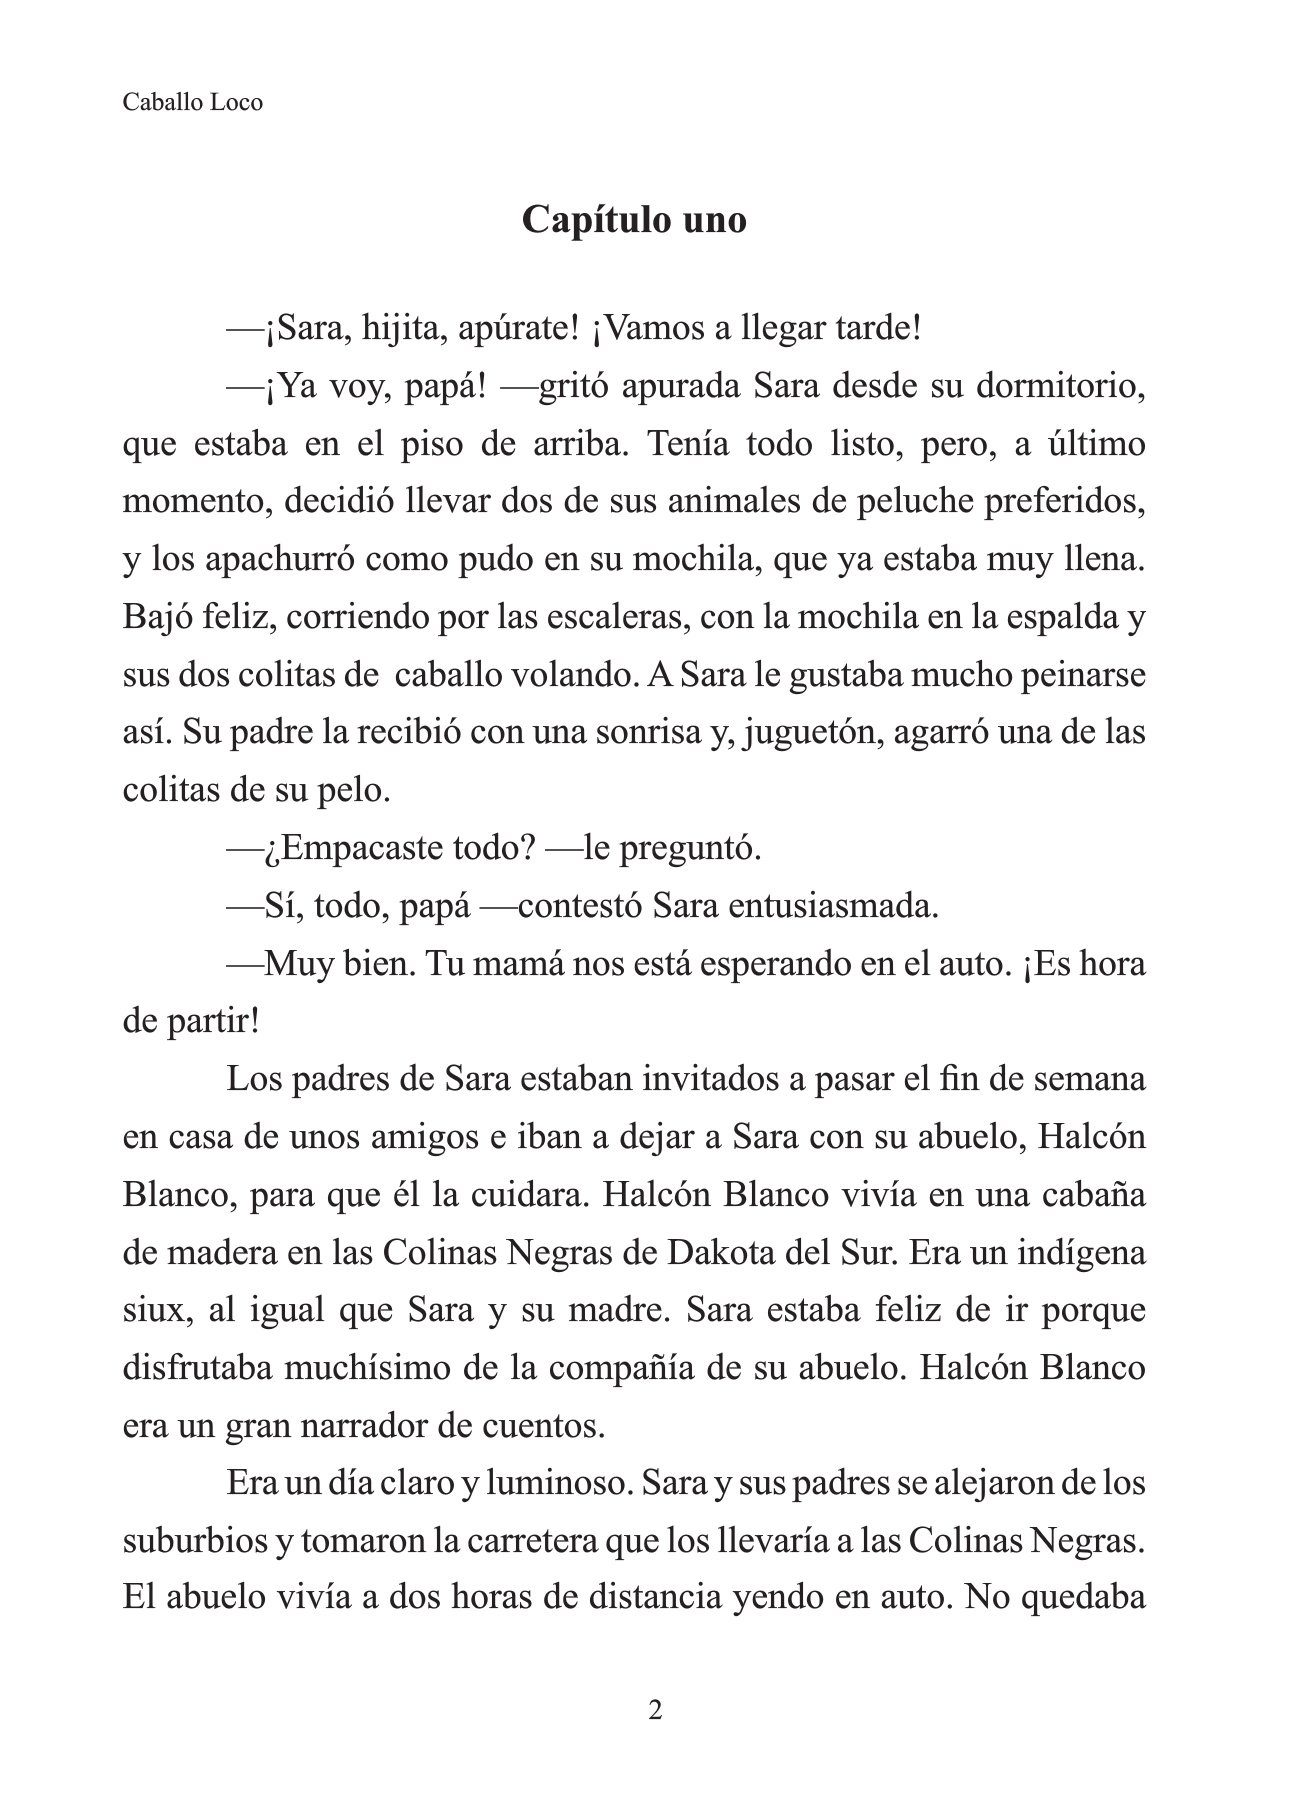 Caballo Loco
Capítulo uno
—¡Sara, hijita, apúrate! ¡Vamos a llegar tarde!
—¡Ya voy, papá! —gritó apurada Sara desde su dormitorio,
que estaba en el piso de arriba. Tenía todo listo, pero, a último
momento, decidió llevar dos de sus animales de peluche preferidos,
y los apachurró como pudo en su mochila, que ya estaba muy llena.
Bajó feliz, corriendo por las escaleras, con la mochila en la espalda y
sus dos colitas de caballo volando. A Sara le gustaba mucho peinarse
así. Su padre la recibió con una sonrisa y, juguetón, agarró una de las
colitas de su pelo.
—¿Empacaste todo? —le preguntó.
—Sí, todo, papá —contestó Sara entusiasmada.
—Muy bien. Tu mamá nos está esperando en el auto. ¡Es hora
de partir!
Los padres de Sara estaban invitados a pasar el fin de semana
en casa de unos amigos e iban a dejar a Sara con su abuelo, Halcón
Blanco, para que él la cuidara. Halcón Blanco vivía en una cabaña
de madera en las Colinas Negras de Dakota del Sur. Era un indígena
siux, al igual que Sara y su madre. Sara estaba feliz de ir porque
disfrutaba muchísimo de la compañía de su abuelo. Halcón Blanco
era un gran narrador de cuentos.
Era un día claro y luminoso. Sara y sus padres se alejaron de los
suburbios y tomaron la carretera que los llevaría a las Colinas Negras.
El abuelo vivía a dos horas de distancia yendo en auto. No quedaba
2